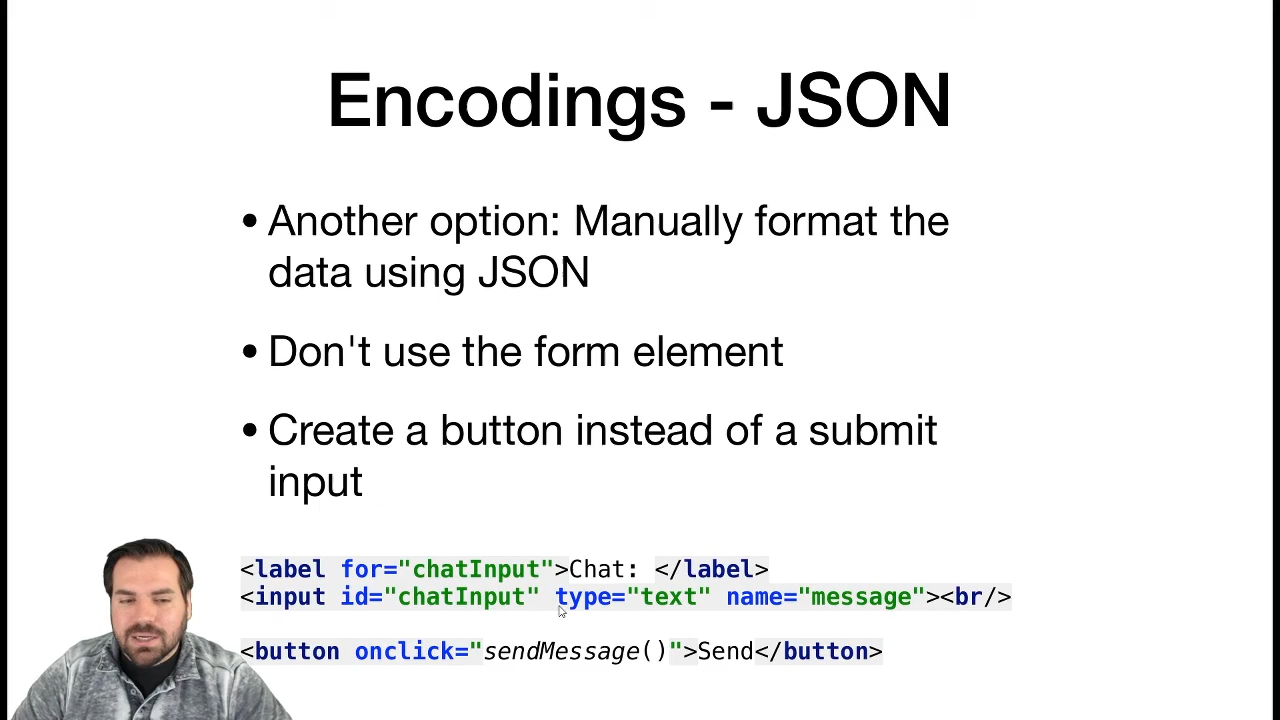 Encodings - JSON
• Another option: Manually format the
data using JSON
• Don't use the form element
• Create a button instead of a submit
input
<label for="chatInput">Chat: </label>
<input id="chatInput" type="text" name="message"><br/>
<button onclick="sendMessage()">Send</button>